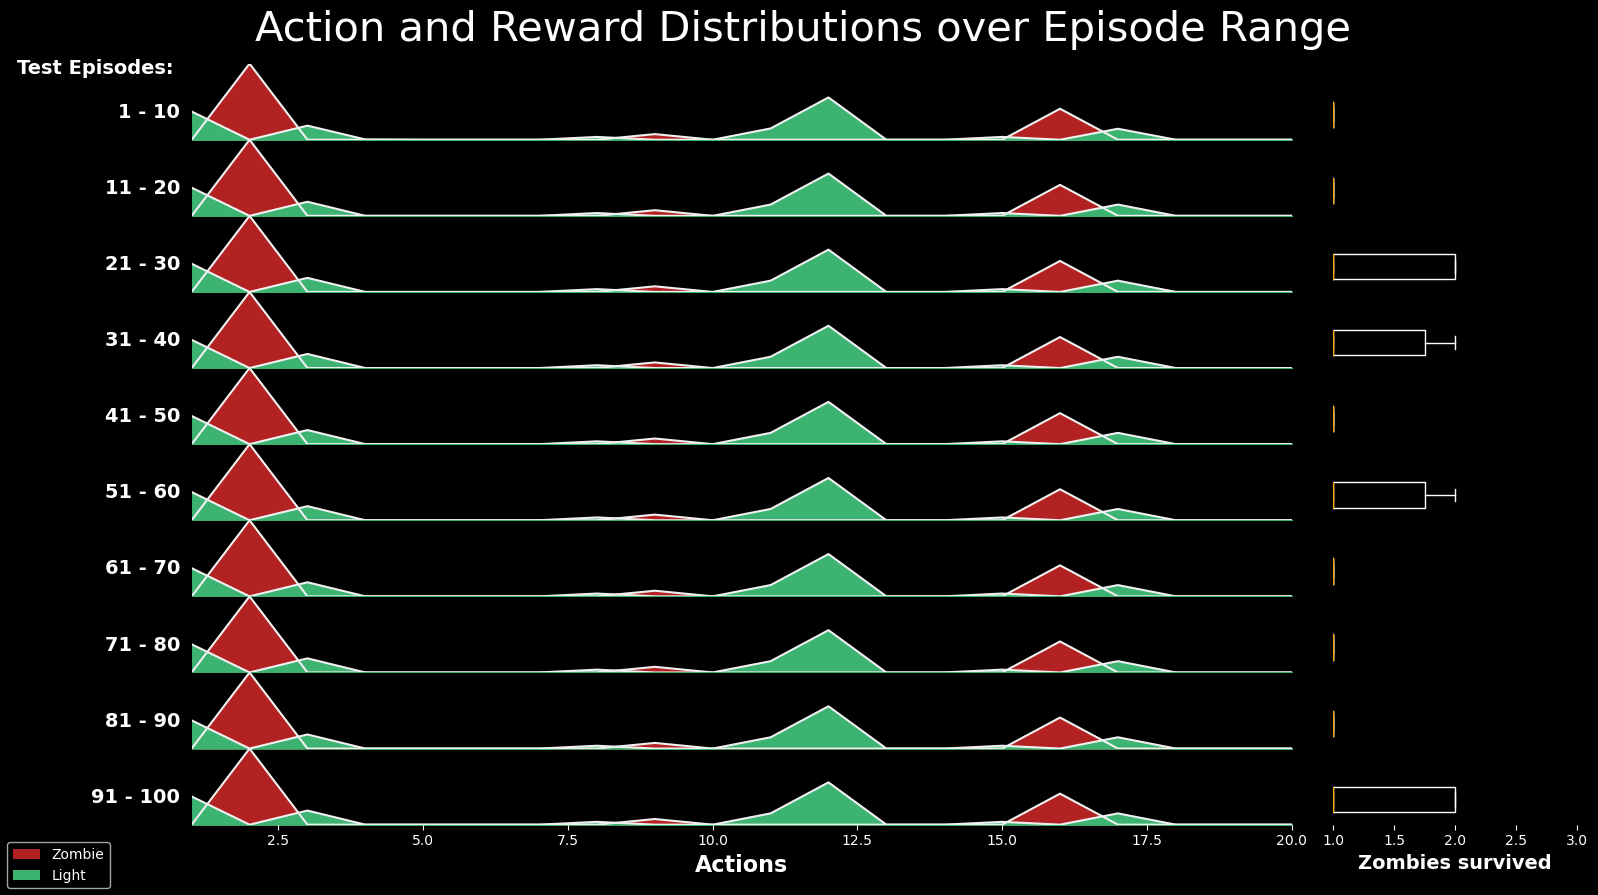 Action and Reward Distributions over Episode Range
Test Episodes:
1 - 10
11 - 20
21 - 30
31 - 40
41 - 50
51 - 60
61 - 70
71 - 80
81 - 90
91 - 100
2.5 5.0 7.5 10.0 12.5 15.0 17.5 20.0
Actions
1.0 1.5 2.0 2.5 3.0
Zombies survived
Zombie
Light